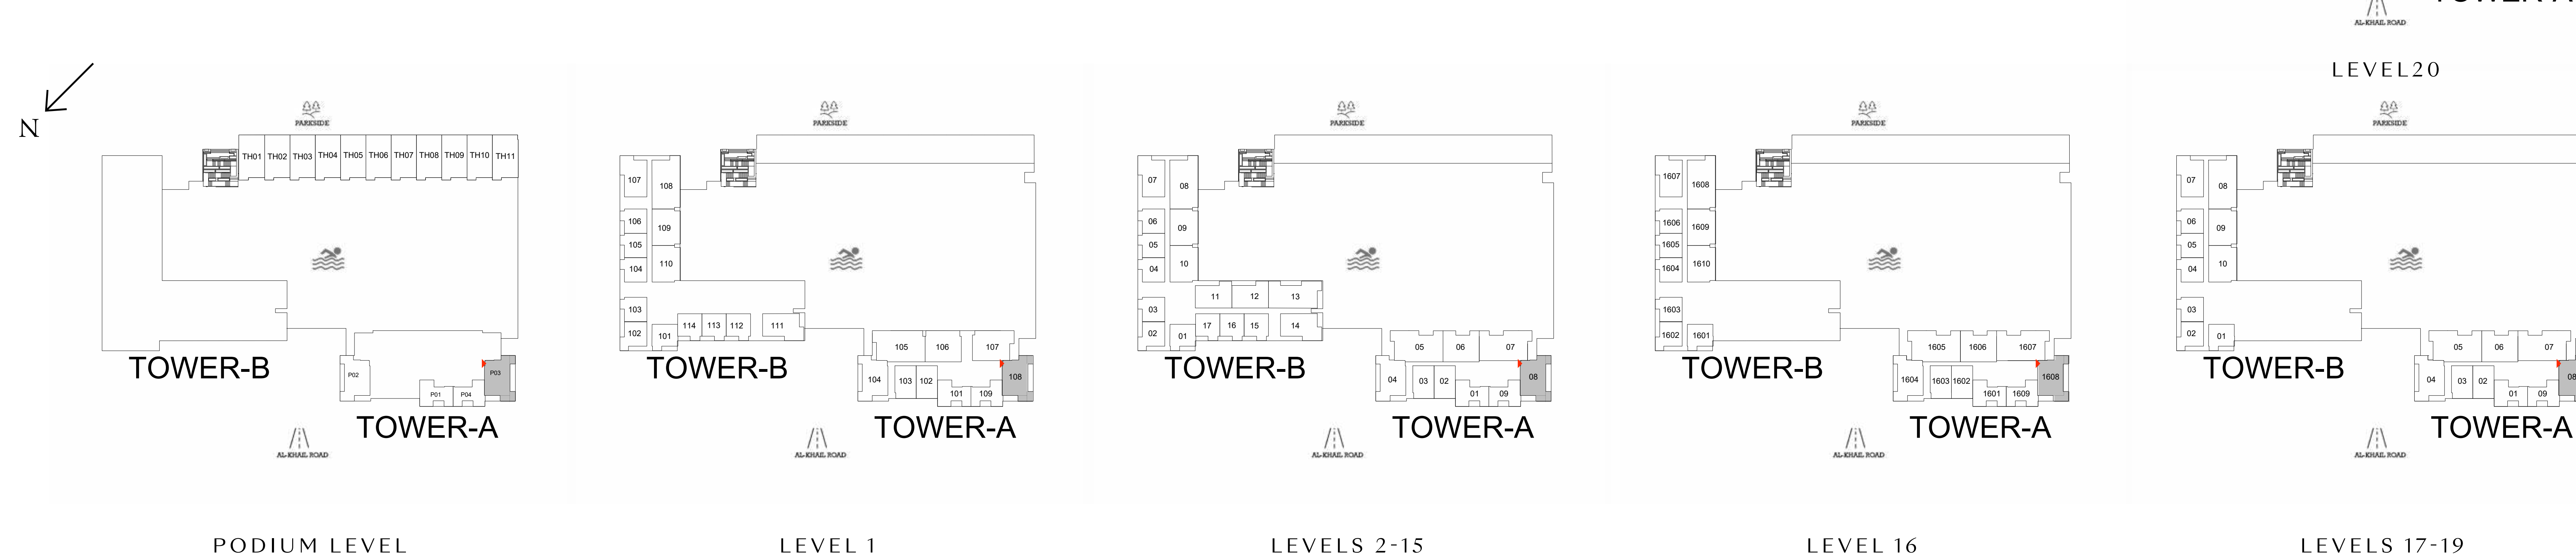 AL-KHAIL ROAD
LEVEL20
N
PARKSIDE
TH01 TH02 TH03 TH04 TH05 TH06 TH07 TH08 TH09 TH10 TH11
TOWER-B
P02
P03
P01 P04
TOWER-A
AL-KHAIL ROAD
PODIUM LEVEL
PARKSIDE
107 108
106
109
105
104 110
103
102 101 114 113 112 111
TOWER-B
105 106 107
104 103 102 108
101 109
TOWER-A
AL-KHAIL ROAD
LEVEL 1
PARKSIDE
07 08
06
09
05
04 10
11 12 13
03
02 01 17 16 15 14
TOWER-B
05 06 07
04 03 02 08
01 09
TOWER-A
AL-KHAIL ROAD
LEVELS 2-15
PARKSIDE
1607 1608
1606
1609
1605
1604 1610
1603
1602 1601
TOWER-B
1605 1606 1607
1604 1603 1602 1608
1601 1609
TOWER-A
AL-KHAIL ROAD
LEVEL 16
PARKSIDE
07 08
06
09
05
04 10
03
02 01
TOWER-B
05 06 07
04 03 02 08
01 09
TOWER-A
AL-KHAIL ROAD
LEVELS 17-19